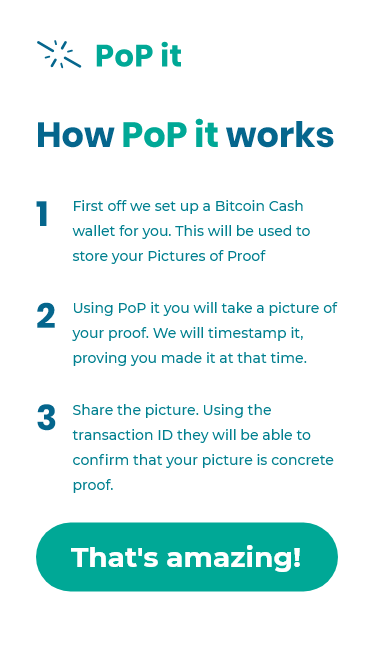 PoP it
How PoP it works
1
First off we set up a Bitcoin Cash
wallet for you. This will be used to
store your Pictures of Proof
2
Using PoP it you will take a picture of
your proof. We will timestamp it,
proving you made it at that time.
3
Share the picture. Using the
transaction ID they will be able to
confirm that your picture is concrete
proof.
That's amazing!